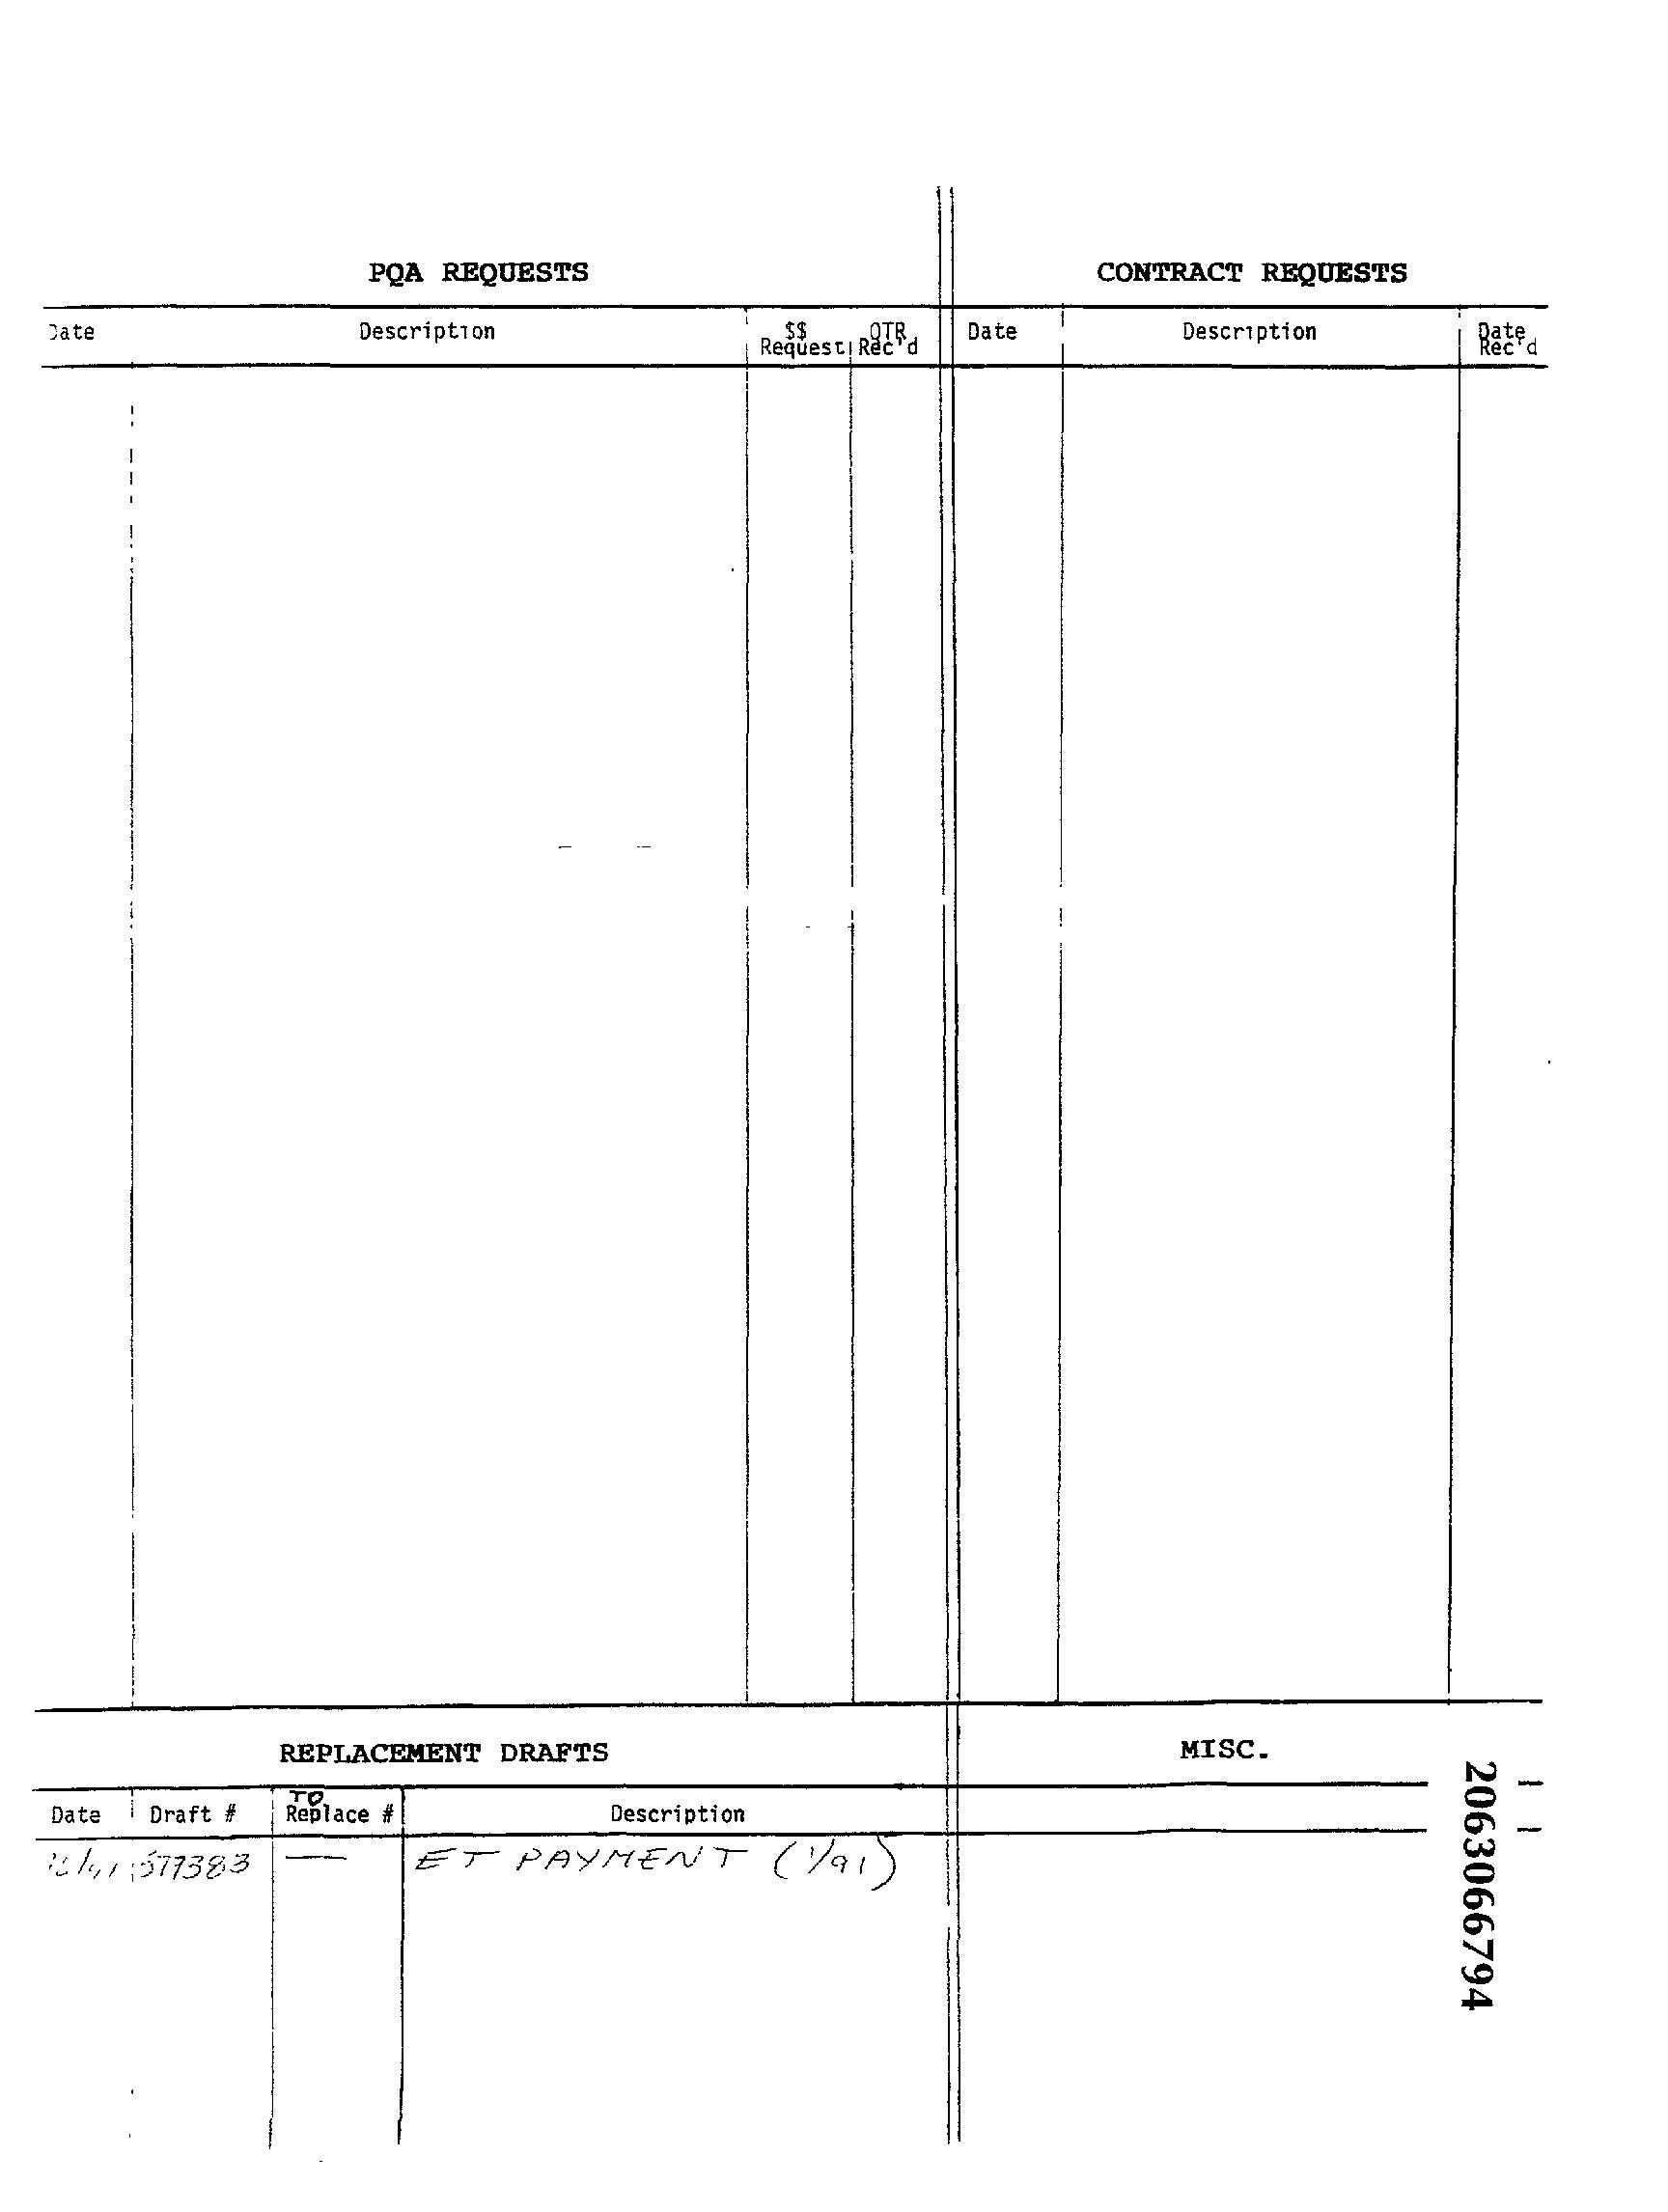 PQA REQUESTS
CONTRACT REQUESTS
Date Description $$ Request QTR Rec'd Date Description Date Rec'd
REPLACEMENT DRAFTS
MISC.
Date Draft # TO Replace # Description
577383 — ET PAYMENT (1/91)
2063066794